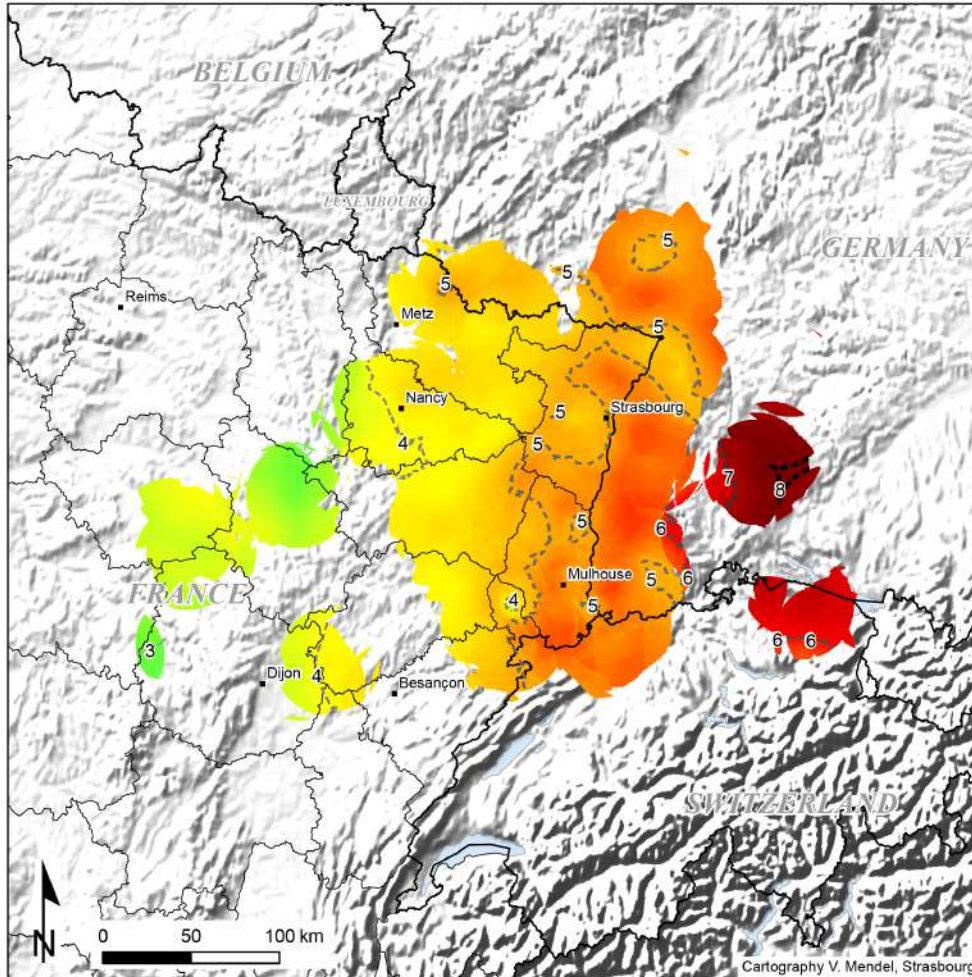 BELGIUM
LUXEMBOURG
5
5
GERMANY
5
Reims
Metz
5
Nancy
5
Strasbourg
4
5
7
8
5
6
Mulhouse
5
6
FRANCE
4
5
3
6
6
Dijon
4
Besançon
SWITZERLAND
N
0 50 100 km
Cartography V. Mendel, Strasbourg